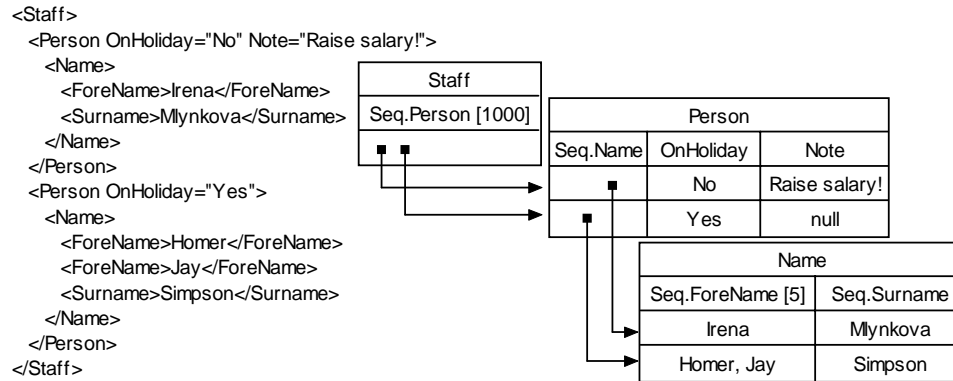 <Staff>
<Person OnHoliday="No" Note="Raise salary!">
<Name>
<ForeName>Irena</ForeName>
<Surname>Mlynkova</Surname>
</Name>
</Person>
<Person OnHoliday="Yes">
<Name>
<ForeName>Homer</ForeName>
<ForeName>Jay</ForeName>
<Surname>Simpson</Surname>
</Name>
</Person>
</Staff>
Staff
Seq.Person [1000]
Person
Seq.Name OnHoliday Note
No Raise salary!
Yes null
Name
Seq.ForeName [5] Seq.Surname
Irena Mlynkova
Homer, Jay Simpson